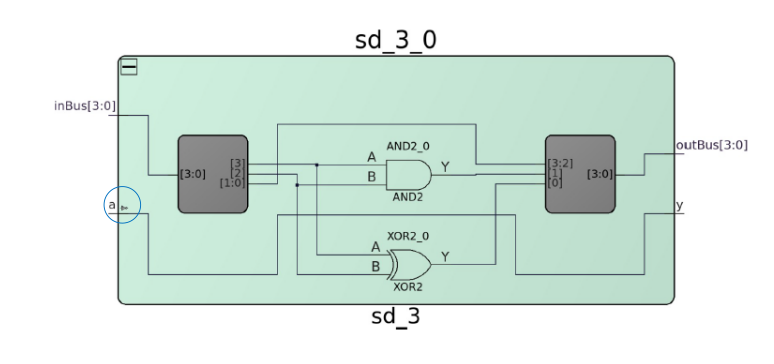 sd_3_0
inBus[3:0]
outBus[3:0]
AND2_0
A
B
Y
AND2
[3:0]
[3]
[2]
[1:0]
[3:2]
[1]
[0]
[3:0]
a
y
XOR2_0
A
B
Y
XOR2
sd_3